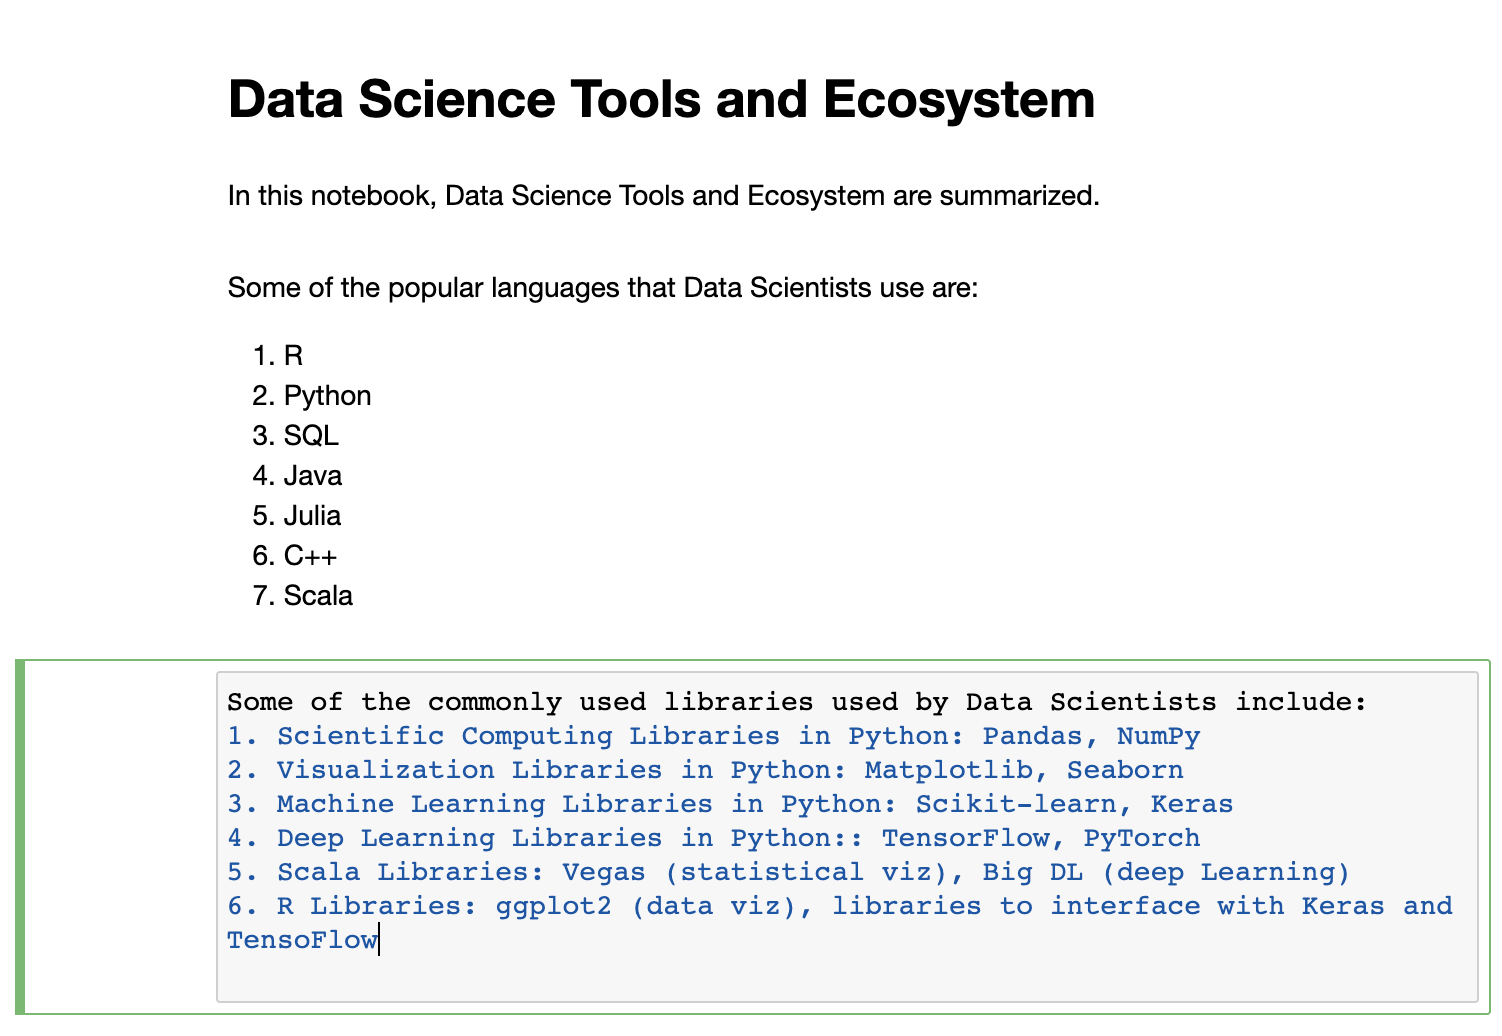 Data Science Tools and Ecosystem
In this notebook, Data Science Tools and Ecosystem are summarized.
Some of the popular languages that Data Scientists use are:
1. R
2. Python
3. SQL
4. Java
5. Julia
6. C++
7. Scala
Some of the commonly used libraries used by Data Scientists include:
1. Scientific Computing Libraries in Python: Pandas, NumPy
2. Visualization Libraries in Python: Matplotlib, Seaborn
3. Machine Learning Libraries in Python: Scikit-learn, Keras
4. Deep Learning Libraries in Python:: TensorFlow, PyTorch
5. Scala Libraries: Vegas (statistical viz), Big DL (deep Learning)
6. R Libraries: ggplot2 (data viz), libraries to interface with Keras and
TensoFlow